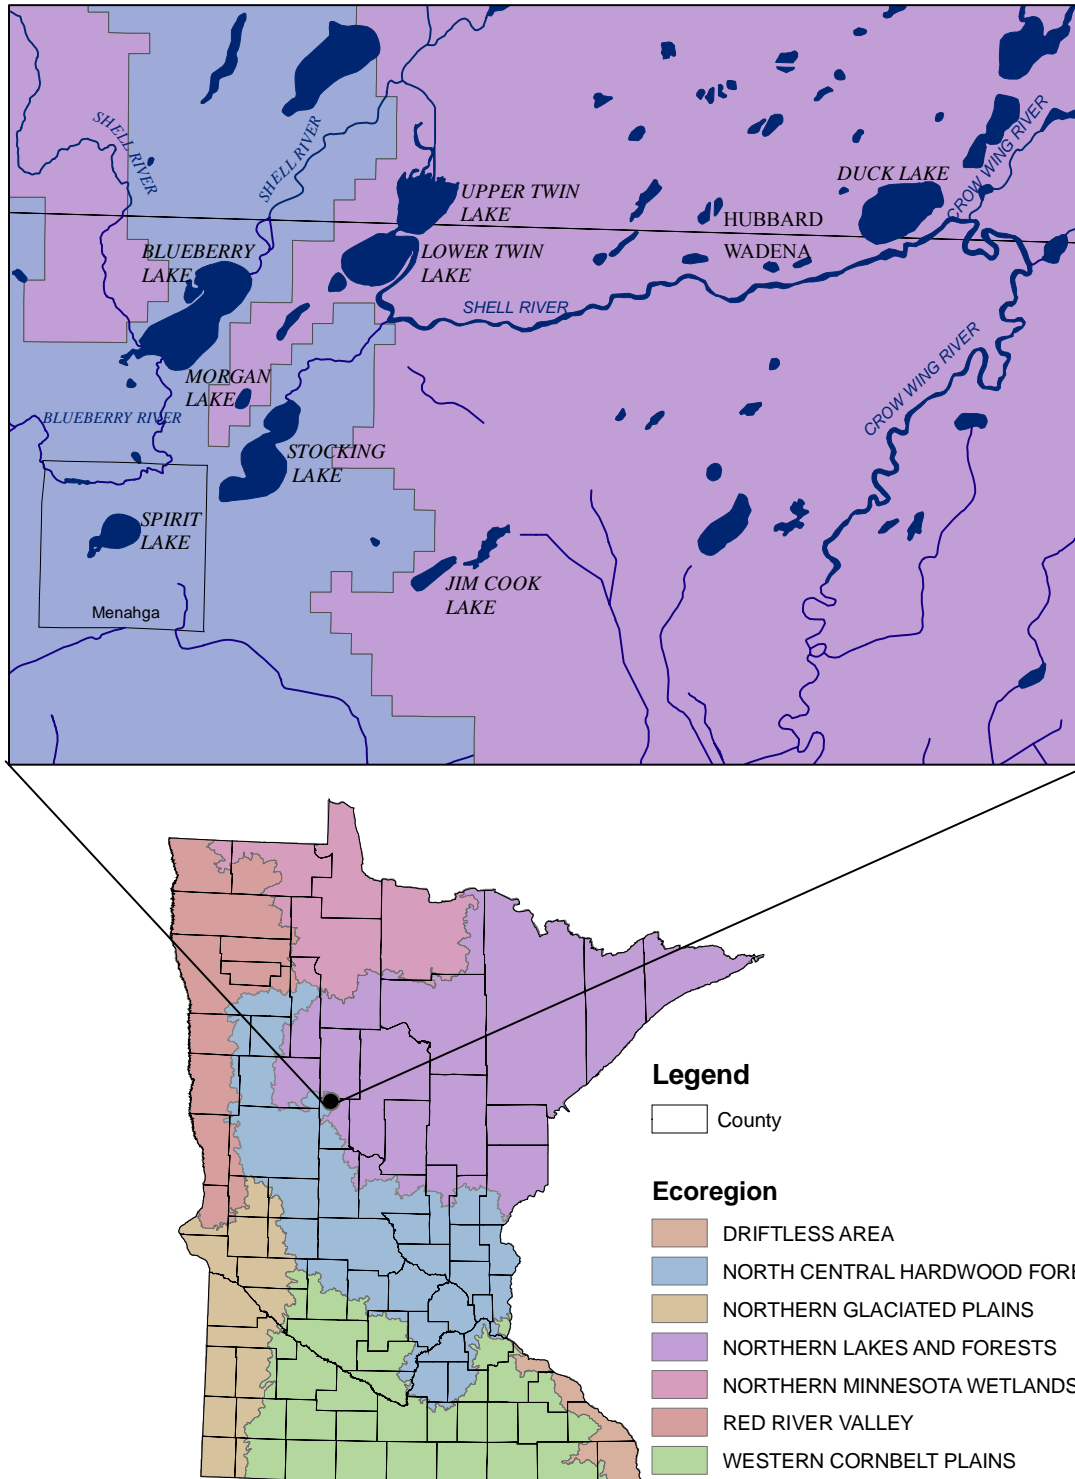 SHELL RIVER
SHELL RIVER
CROW WING RIVER
DUCK LAKE
UPPER TWIN
LAKE
HUBBARD
WADENA
BLUEBERRY
LAKE
LOWER TWIN
LAKE
SHELL RIVER
CROW WING RIVER
MORGAN
LAKE
BLUEBERRY RIVER
STOCKING
LAKE
SPIRIT
LAKE
JIM COOK
LAKE
Menahga
Legend
County
Ecoregion
DRIFTLESS AREA
NORTH CENTRAL HARDWOOD FORE
NORTHERN GLACIATED PLAINS
NORTHERN LAKES AND FORESTS
NORTHERN MINNESOTA WETLANDS
RED RIVER VALLEY
WESTERN CORNBELT PLAINS